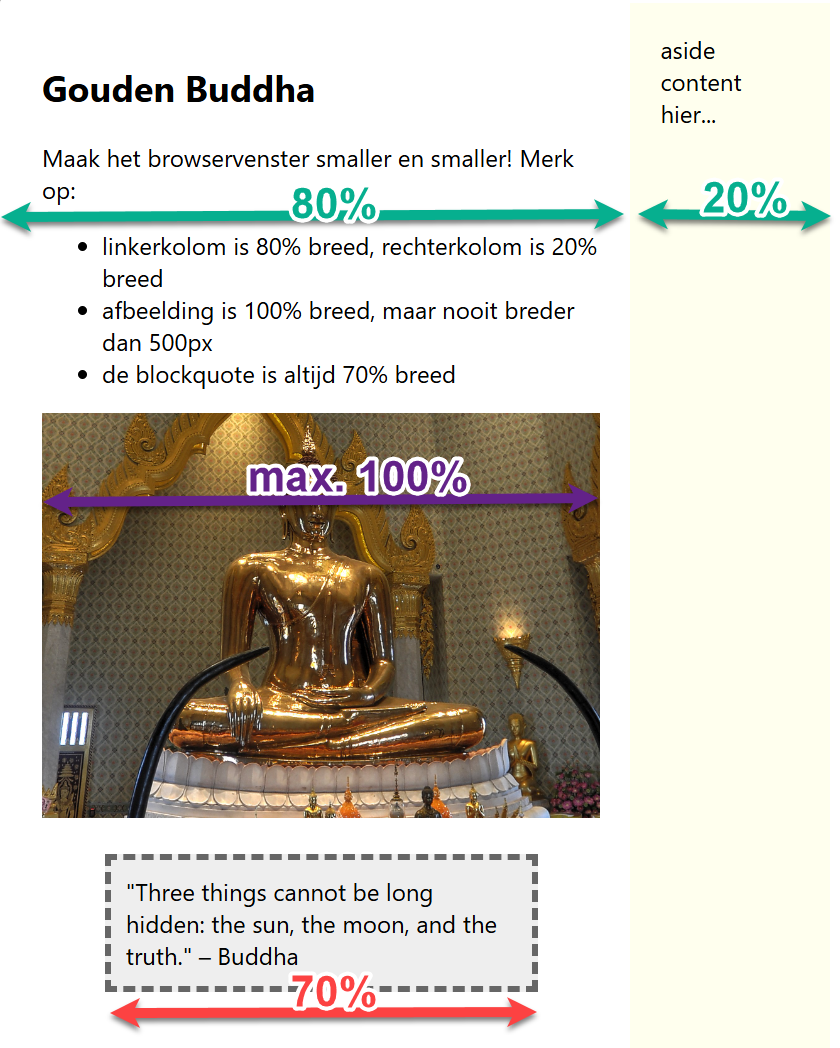 Gouden Buddha
Maak het browservenster smaller en smaller! Merk
op:
80%
linkerkolom is 80% breed, rechterkolom is 20%
breed
afbeelding is 100% breed, maar nooit breder
dan 500px
de blockquote is altijd 70% breed
max. 100%
"Three things cannot be long
hidden: the sun, the moon, and the
truth." – Buddha
70%
aside
content
hier...
20%